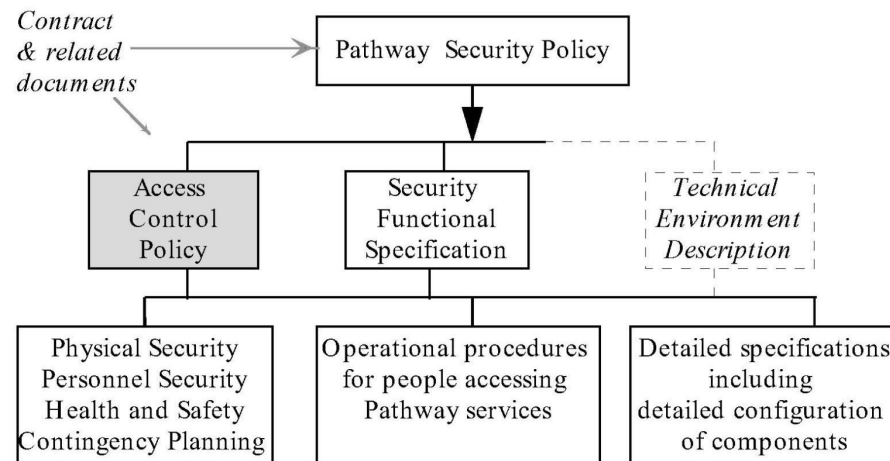 Contract
& related
documents
Pathway Security Policy
Access
Control
Policy
Security
Functional
Specification
Technical
Environment
Description
Physical Security
Personnel Security
Health and Safety
Contingency Planning
Operational procedures
for people accessing
Pathway services
Detailed specifications
including
detailed configuration
of components